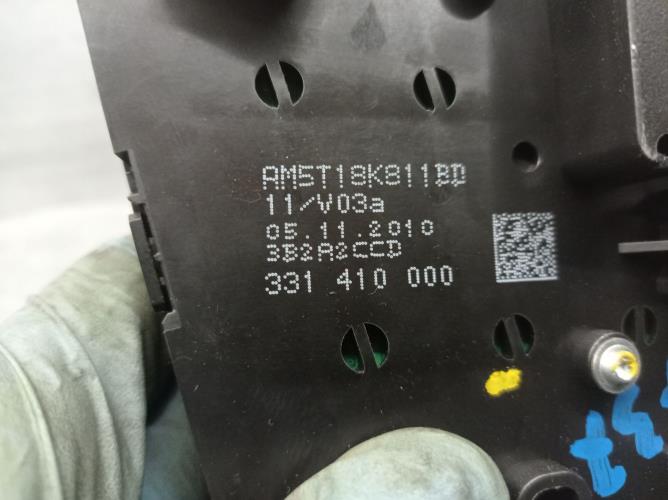 AM5T18K811BD
11/V03a
05.11.2010
3B2A2CCD
331 410 000